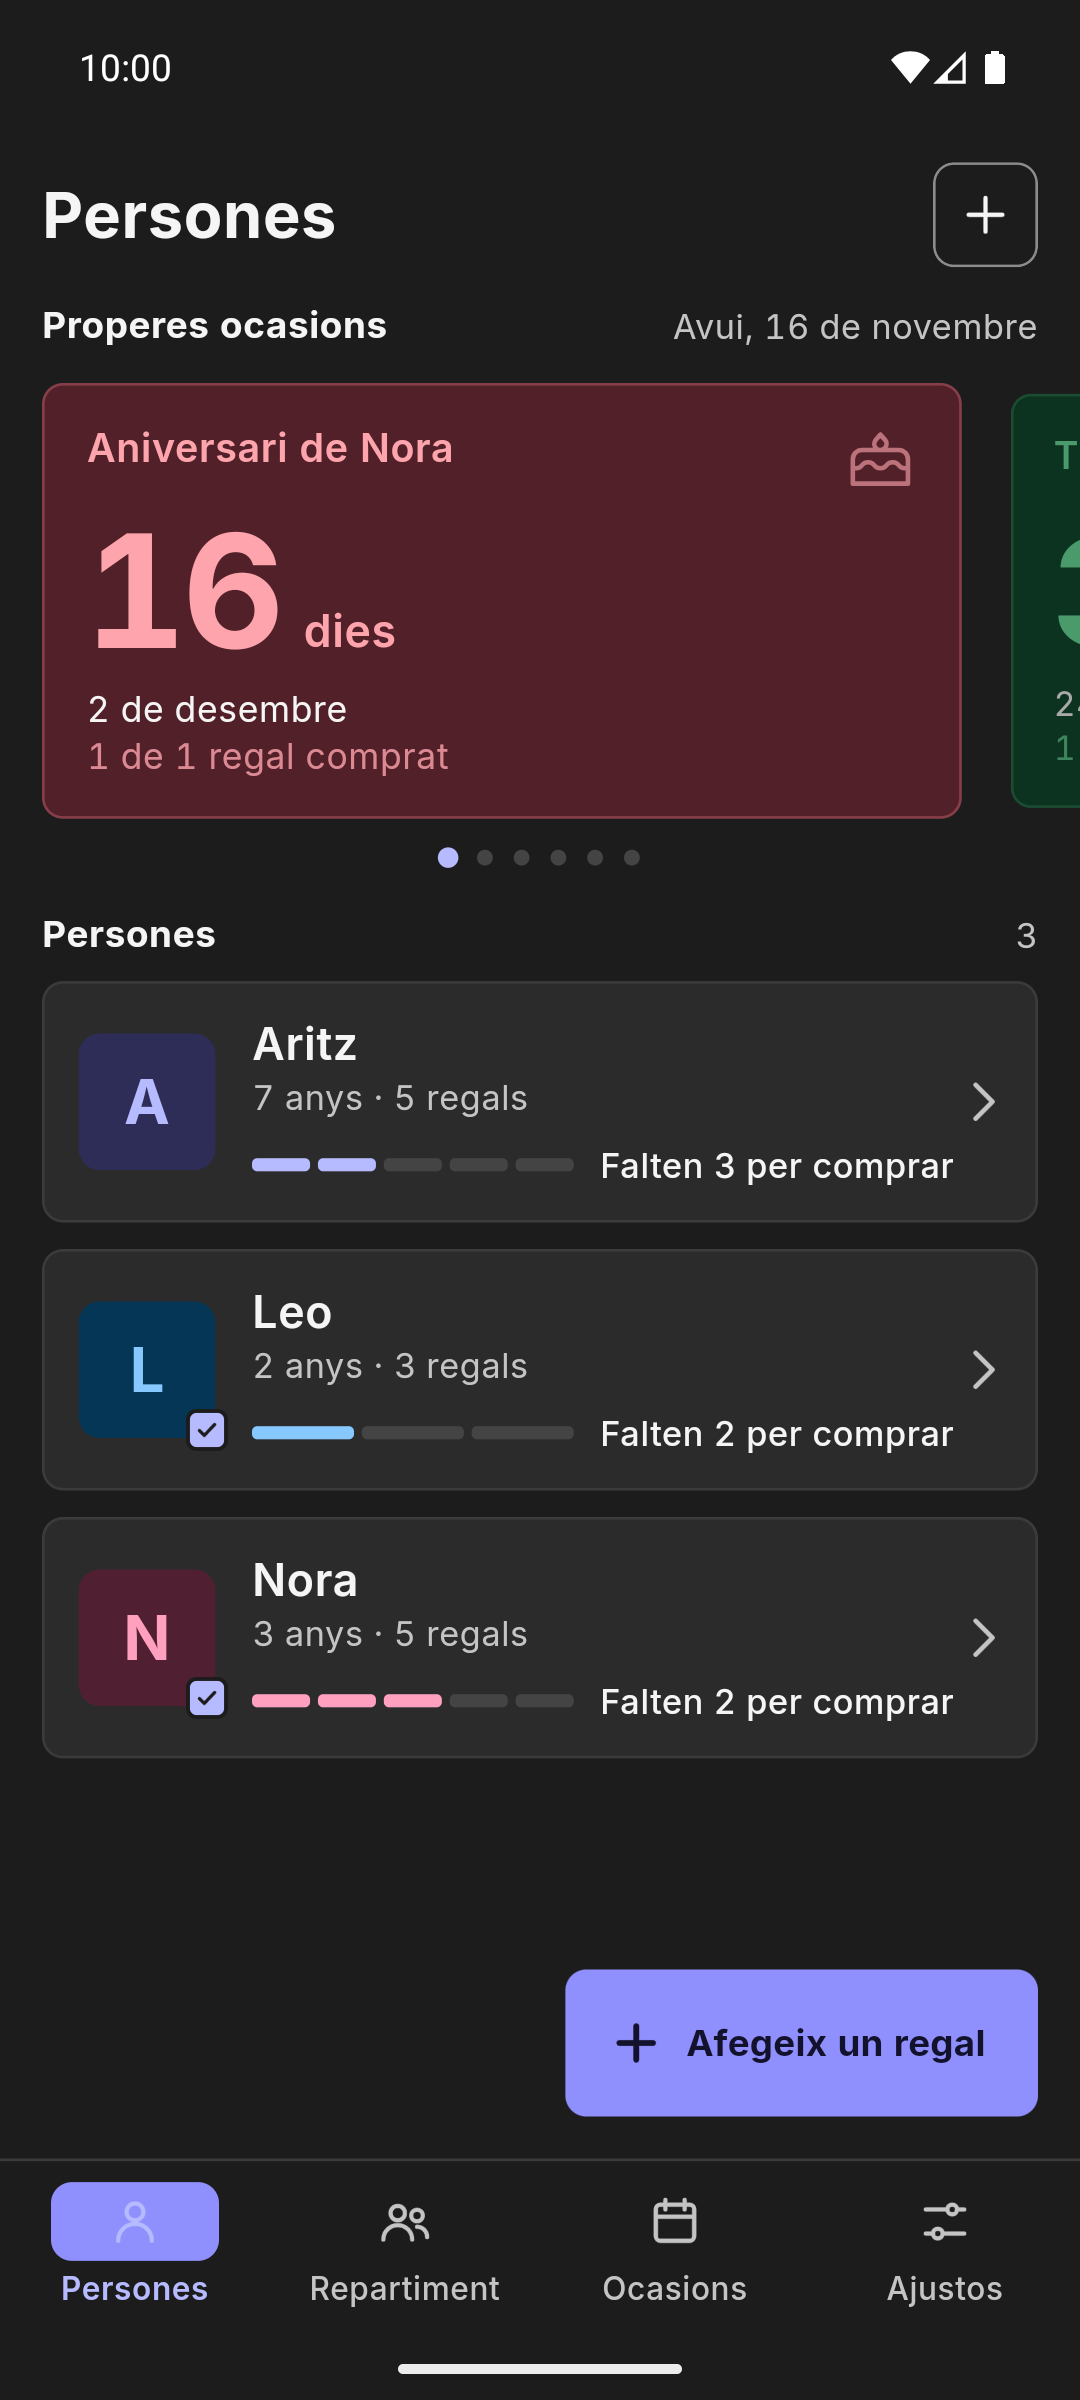 10:00
Persones
Properes ocasions
Avui, 16 de novembre
Aniversari de Nora
16 dies
2 de desembre
1 de 1 regal comprat
Persones
3
A
Aritz
7 anys · 5 regals
Falten 3 per comprar
L
Leo
2 anys · 3 regals
Falten 2 per comprar
N
Nora
3 anys · 5 regals
Falten 2 per comprar
Afegeix un regal
Persones
Repartiment
Ocasions
Ajustos